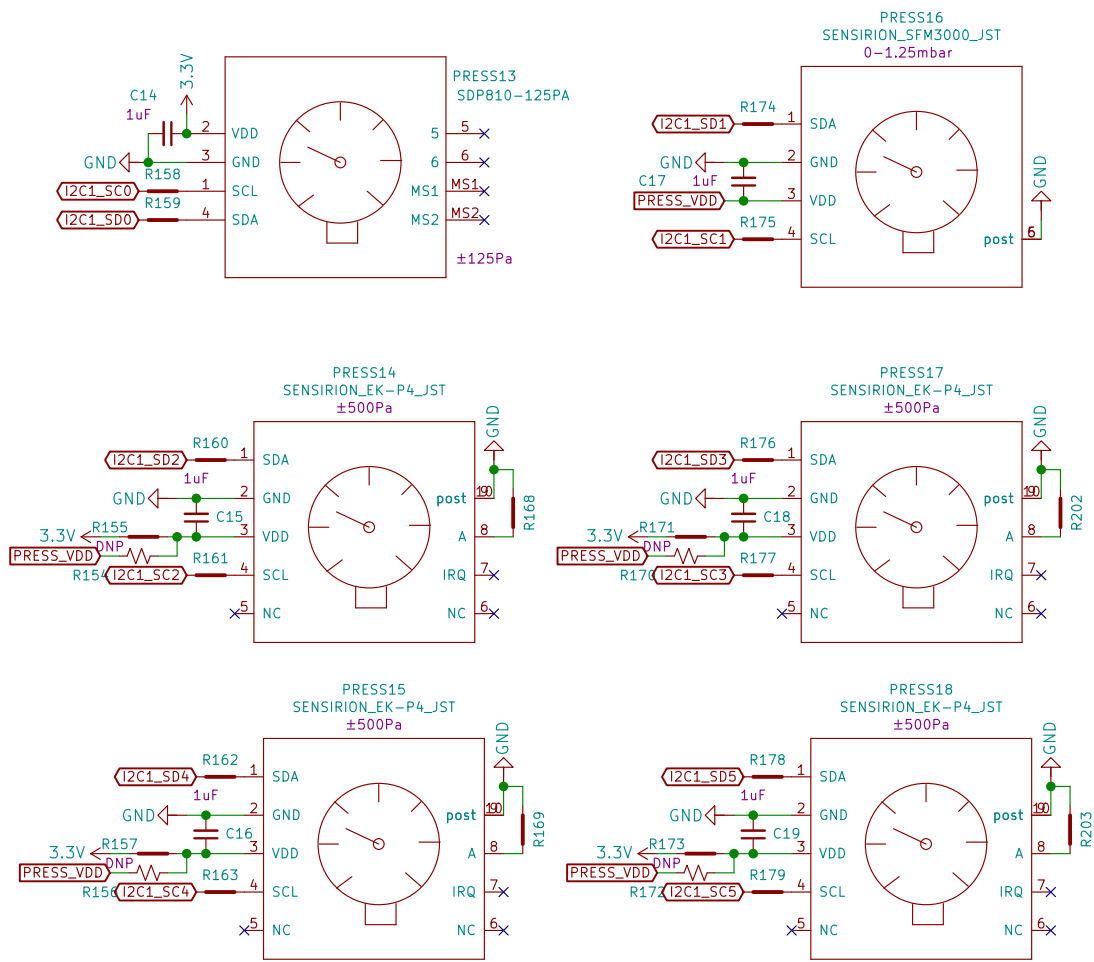 PRESS13
SDP810-125PA
3.3V
C14
1uF
GND
R158
I2C1_SC0
R159
I2C1_SD0
2 VDD
3 GND
1 SCL
4 SDA
5 5
6 6
MS1 MS1
MS2 MS2
±125Pa
PRESS16
SENSIRION_SFM3000_JST
0-1.25mbar
R174
I2C1_SD1
GND
C17 1uF
PRESS_VDD
R175
I2C1_SC1
1 SDA
2 GND
3 VDD
4 SCL
GND
post
PRESS14
SENSIRION_EK-P4_JST
±500Pa
R160
I2C1_SD2
1uF
GND
C15
3.3V R155
DNP
PRESS_VDD
R154
I2C1_SC2
R161
1 SDA
2 GND
3 VDD
4 SCL
5 NC
GND
post
A 8
IRQ 7
NC 6
R168
PRESS17
SENSIRION_EK-P4_JST
±500Pa
R176
I2C1_SD3
1uF
GND
C18
3.3V R171
DNP
PRESS_VDD
R170
I2C1_SC3
R177
1 SDA
2 GND
3 VDD
4 SCL
5 NC
GND
post
A 8
IRQ 7
NC 6
R202
PRESS15
SENSIRION_EK-P4_JST
±500Pa
R162
I2C1_SD4
1uF
GND
C16
3.3V R157
DNP
PRESS_VDD
R156
I2C1_SC4
R163
1 SDA
2 GND
3 VDD
4 SCL
5 NC
GND
post
A 8
IRQ 7
NC 6
R169
PRESS18
SENSIRION_EK-P4_JST
±500Pa
R178
I2C1_SD5
1uF
GND
C19
3.3V R173
DNP
PRESS_VDD
R172
I2C1_SC5
R179
1 SDA
2 GND
3 VDD
4 SCL
5 NC
GND
post
A 8
IRQ 7
NC 6
R203